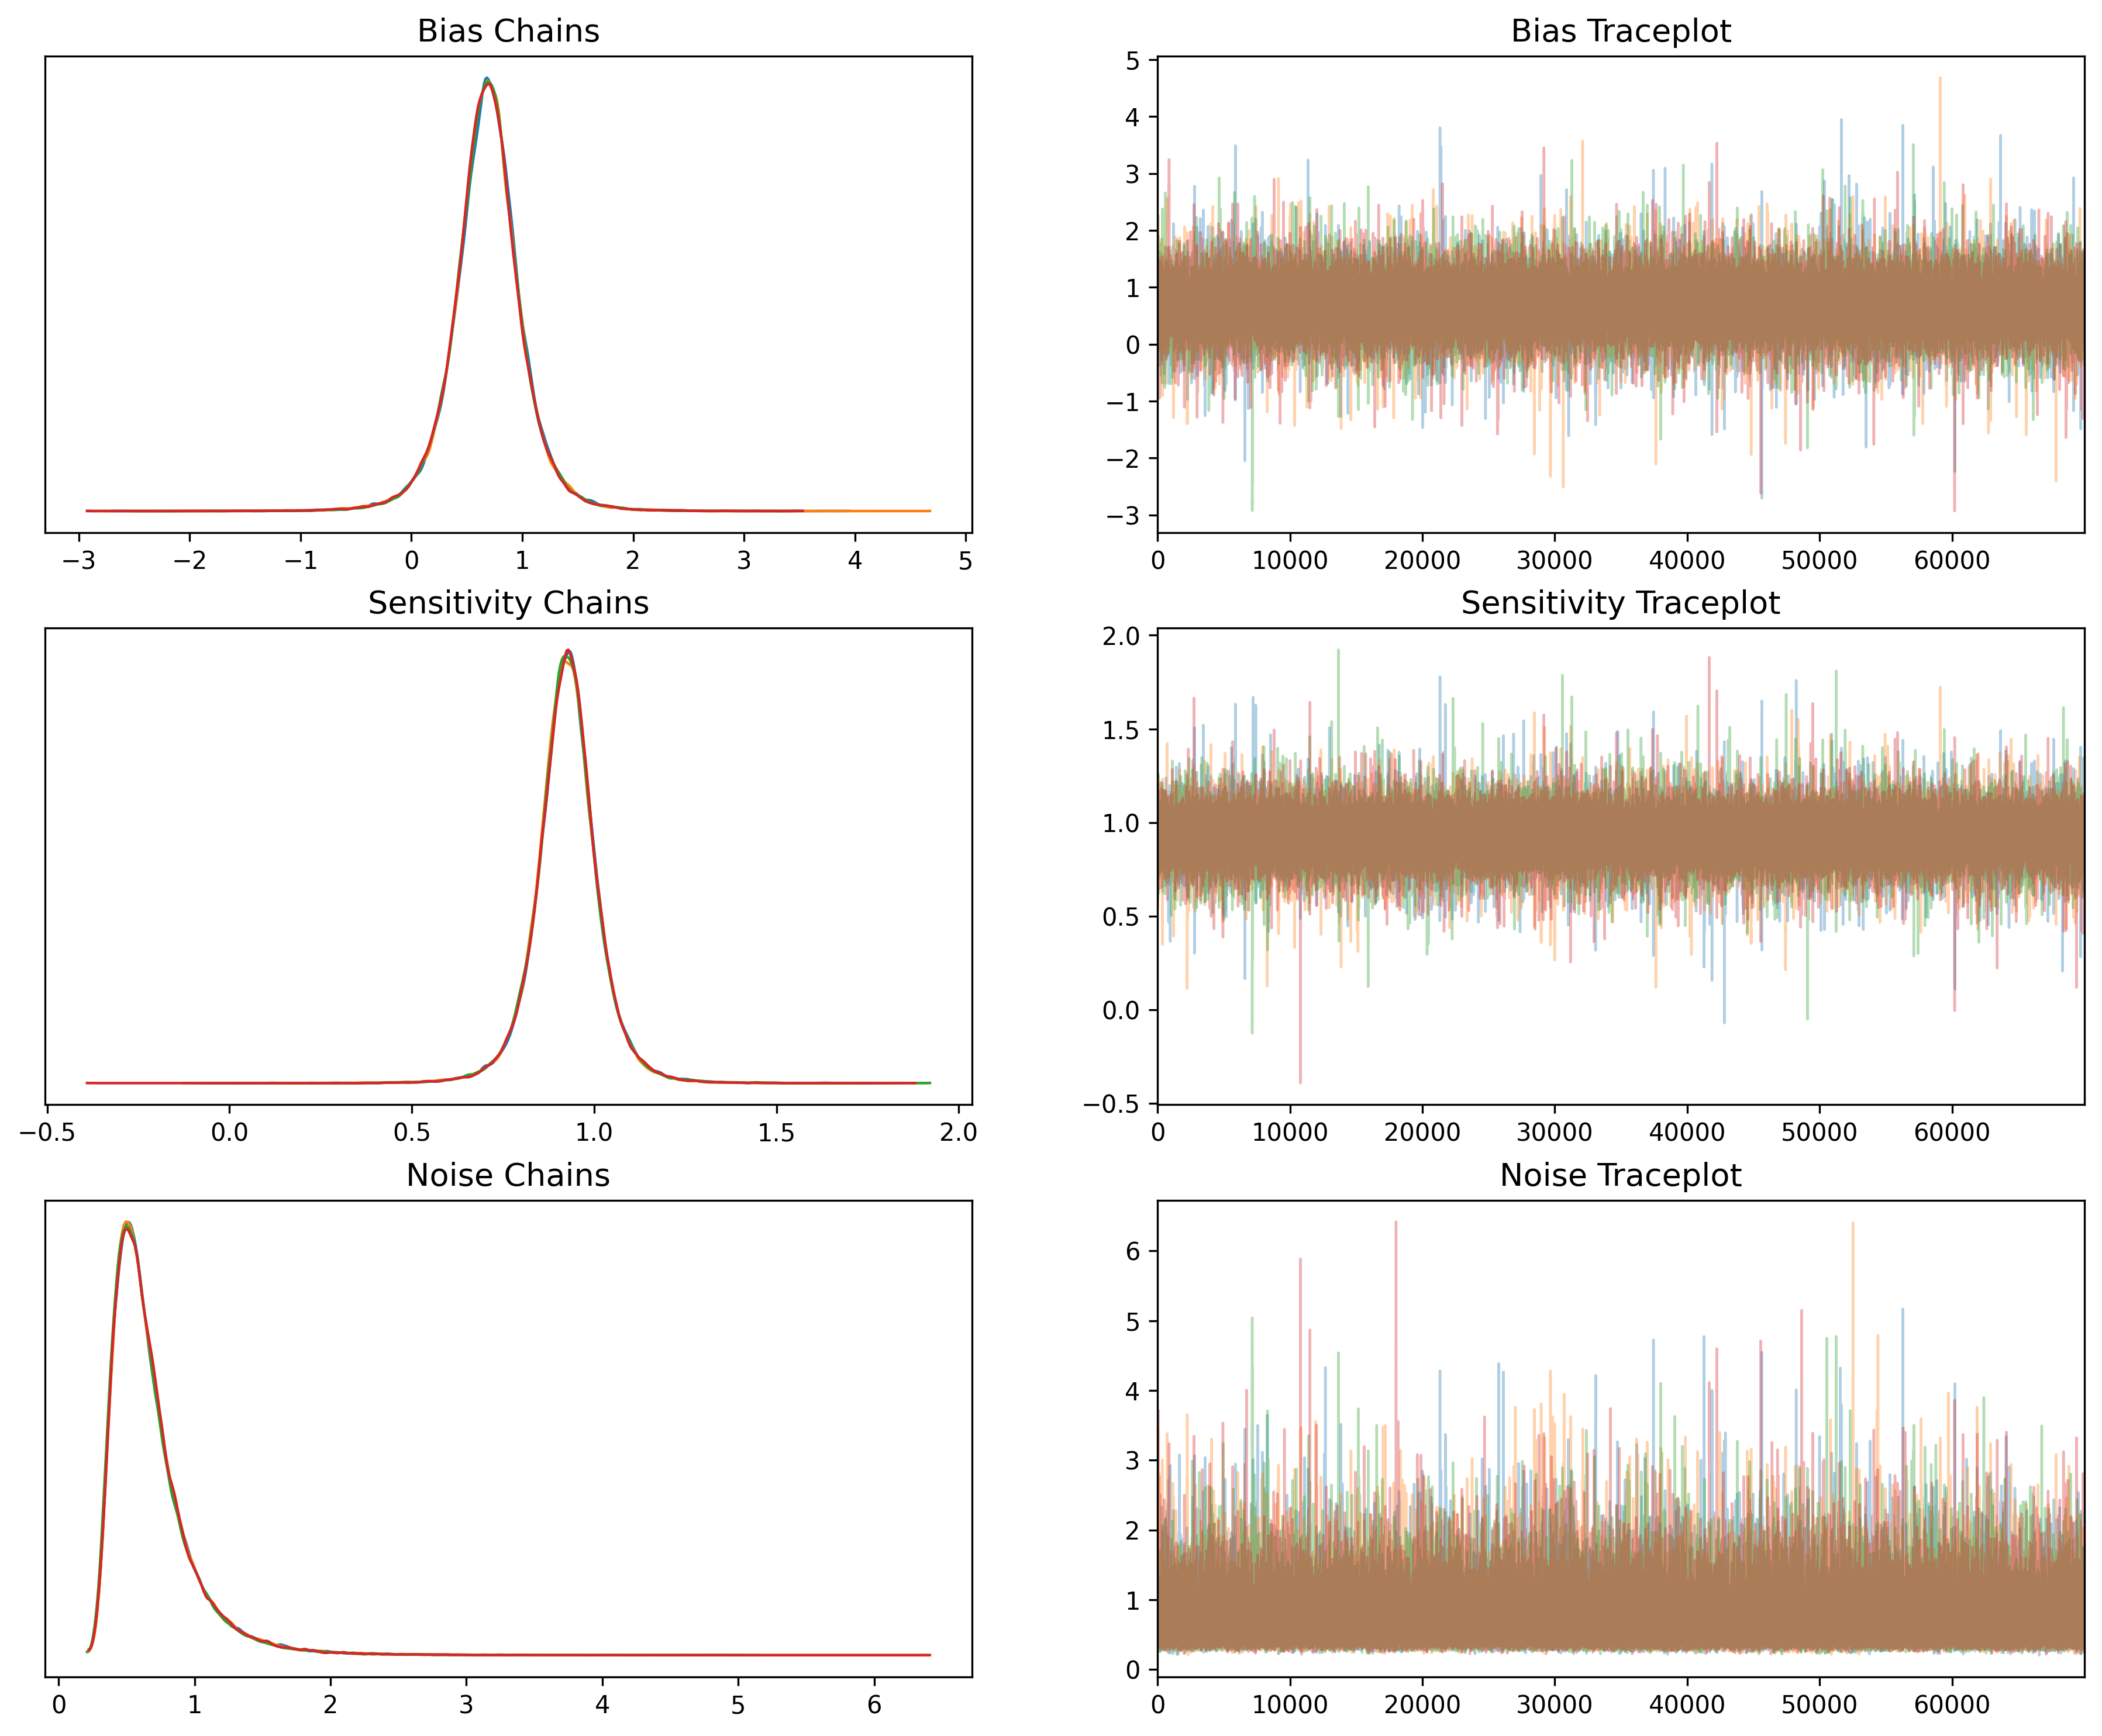 Bias Chains
−3 −2 −1 0 1 2 3 4 5
Bias Traceplot
5
4
3
2
1
0
−1
−2
−3
0 10000 20000 30000 40000 50000 60000
Sensitivity Chains
−0.5 0.0 0.5 1.0 1.5 2.0
Sensitivity Traceplot
2.0
1.5
1.0
0.5
0.0
−0.5
0 10000 20000 30000 40000 50000 60000
Noise Chains
0 1 2 3 4 5 6
Noise Traceplot
6
5
4
3
2
1
0
0 10000 20000 30000 40000 50000 60000